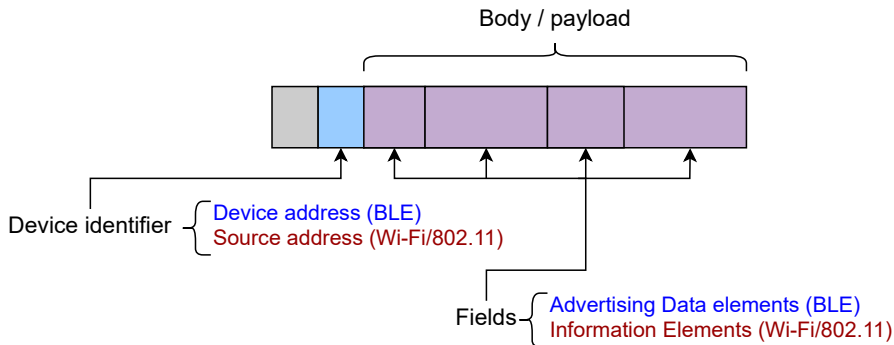 Body / payload
Device identifier
Device address (BLE)
Source address (Wi-Fi/802.11)
Fields
Advertising Data elements (BLE)
Information Elements (Wi-Fi/802.11)